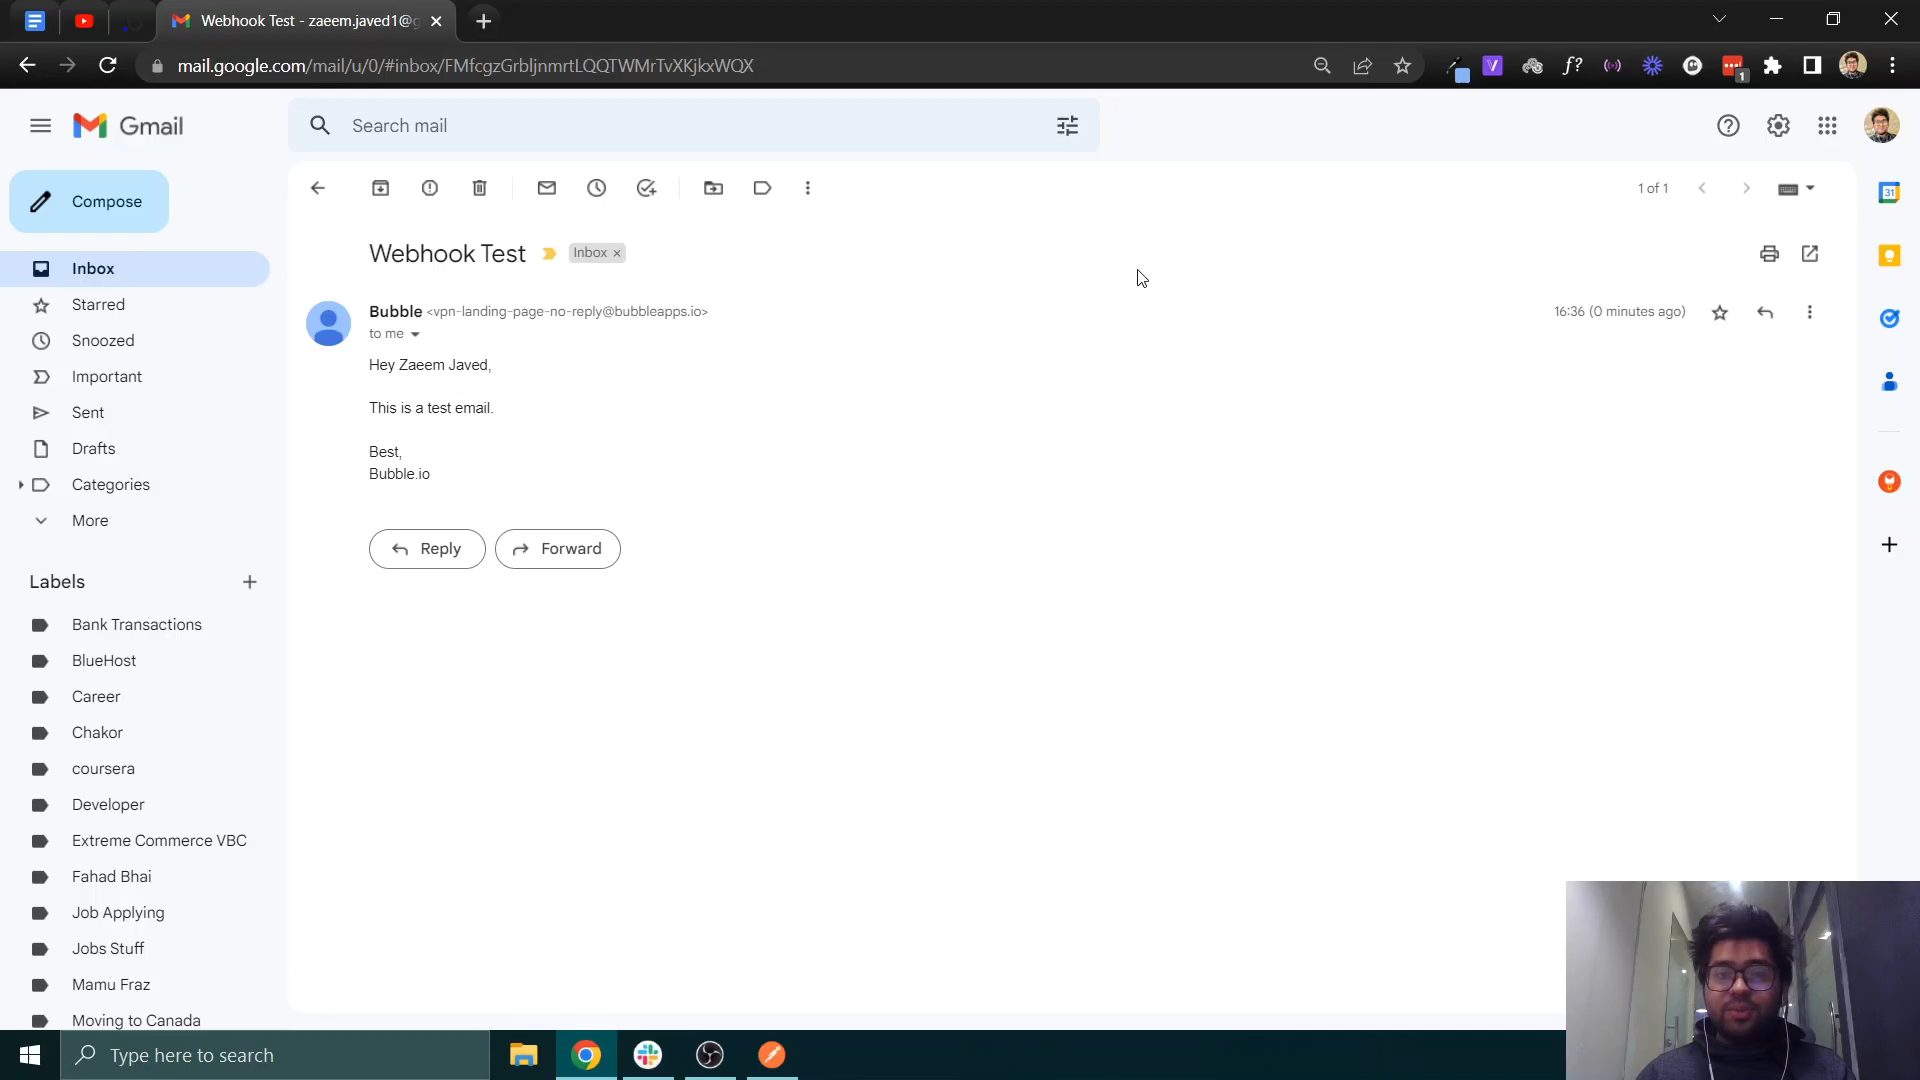 Webhook Test - zaeem.javed1@g
mail.google.com/mail/u/0/#inbox/FMfcgzGrbljnmrtLQQTWMrTvXKjkxWQX
1
Gmail
Search mail
Compose
1 of 1
Inbox
Starred
Snoozed
Important
Sent
Drafts
Categories
More
Labels
Bank Transactions
BlueHost
Career
Chakor
coursera
Developer
Extreme Commerce VBC
Fahad Bhai
Job Applying
Jobs Stuff
Mamu Fraz
Moving to Canada
Webhook Test
Inbox ×
Bubble <vpn-landing-page-no-reply@bubbleapps.io>
16:36 (0 minutes ago)
to me
Hey Zaeem Javed,
This is a test email.
Best,
Bubble.io
Reply
Forward
31
Type here to search